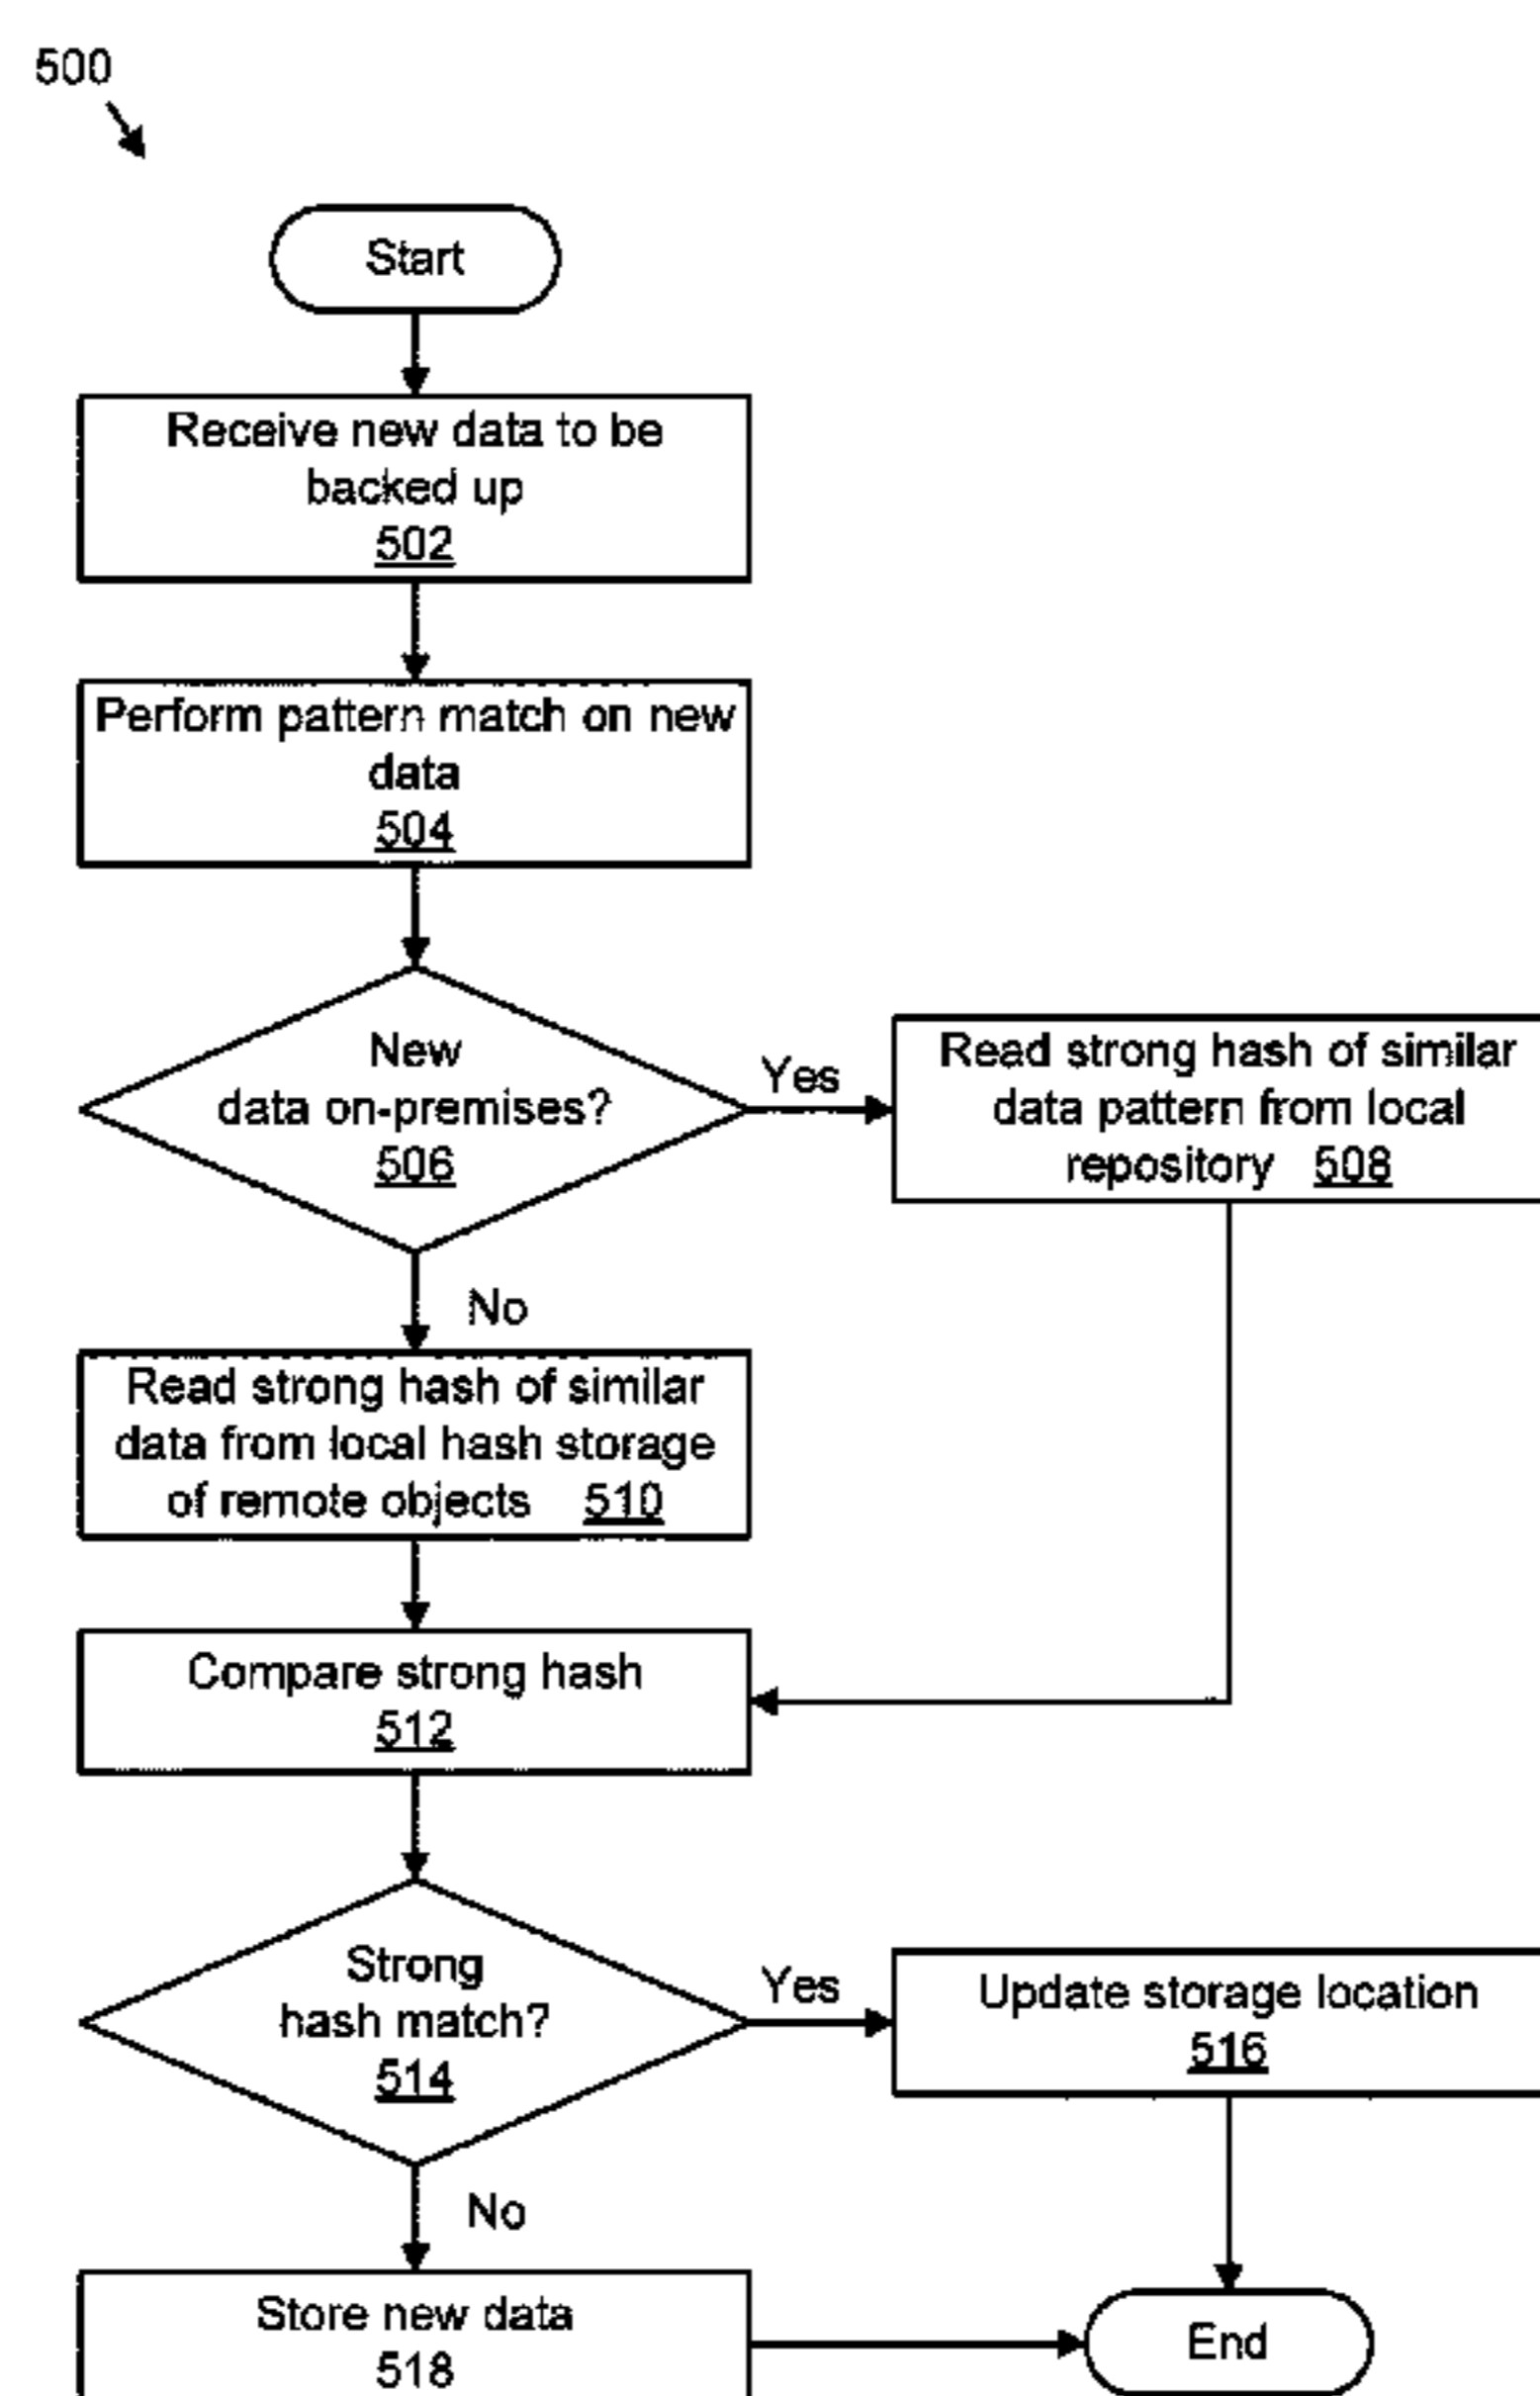 500
Start
Receive new data to be
backed up
502
Perform pattern match on new
data
504
New
data on-premises?
506
Yes
Read strong hash of similar
data pattern from local
repository 508
No
Read strong hash of similar
data from local hash storage
of remote objects 510
Compare strong hash
512
Strong
hash match?
514
Yes
Update storage location
516
No
Store new data
518
End